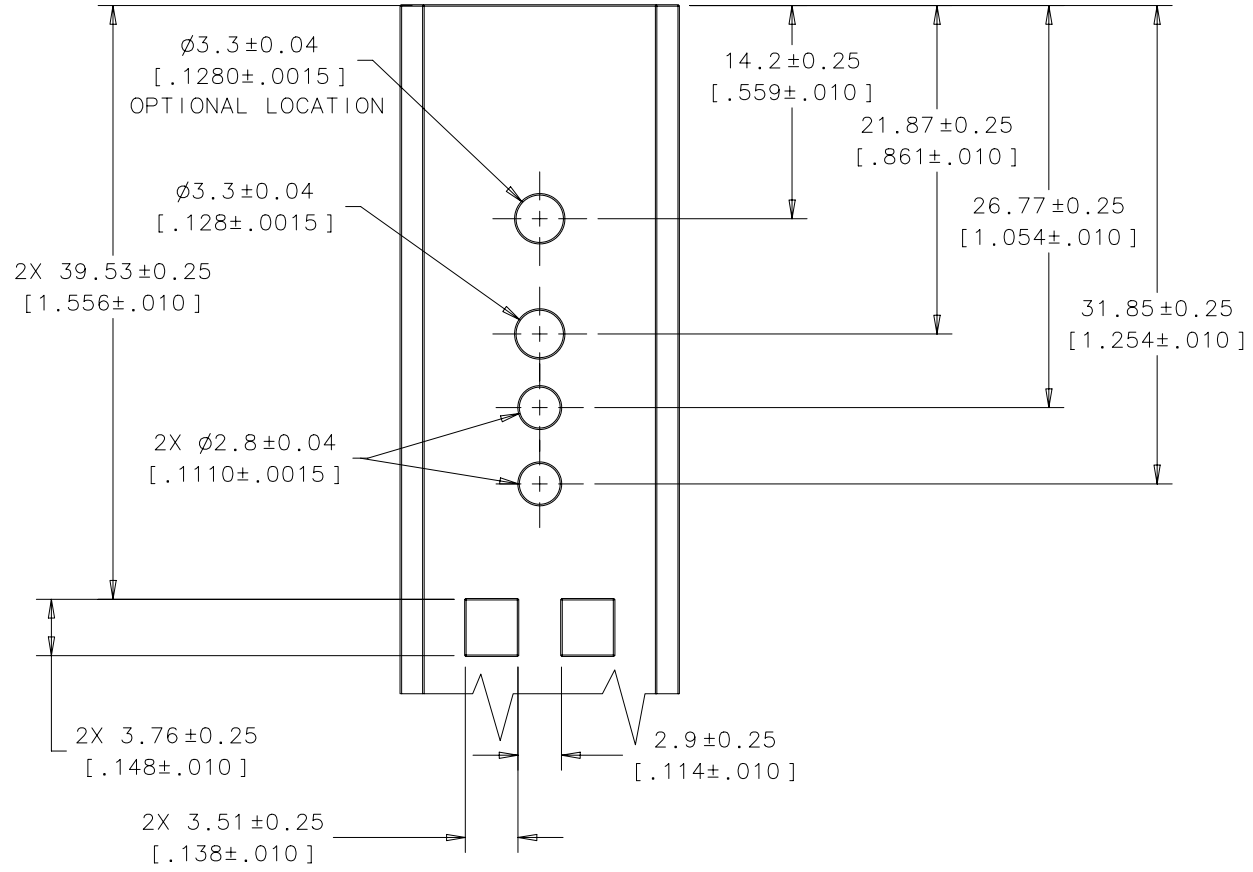 ø3.3±0.04
[.1280±.0015]
OPTIONAL LOCATION
14.2±0.25
[.559±.010]
21.87±0.25
[.861±.010]
ø3.3±0.04
[.128±.0015]
26.77±0.25
[1.054±.010]
2X 39.53±0.25
[1.556±.010]
31.85±0.25
[1.254±.010]
2X ø2.8±0.04
[.1110±.0015]
2X 3.76±0.25
[.148±.010]
2.9±0.25
[.114±.010]
2X 3.51±0.25
[.138±.010]